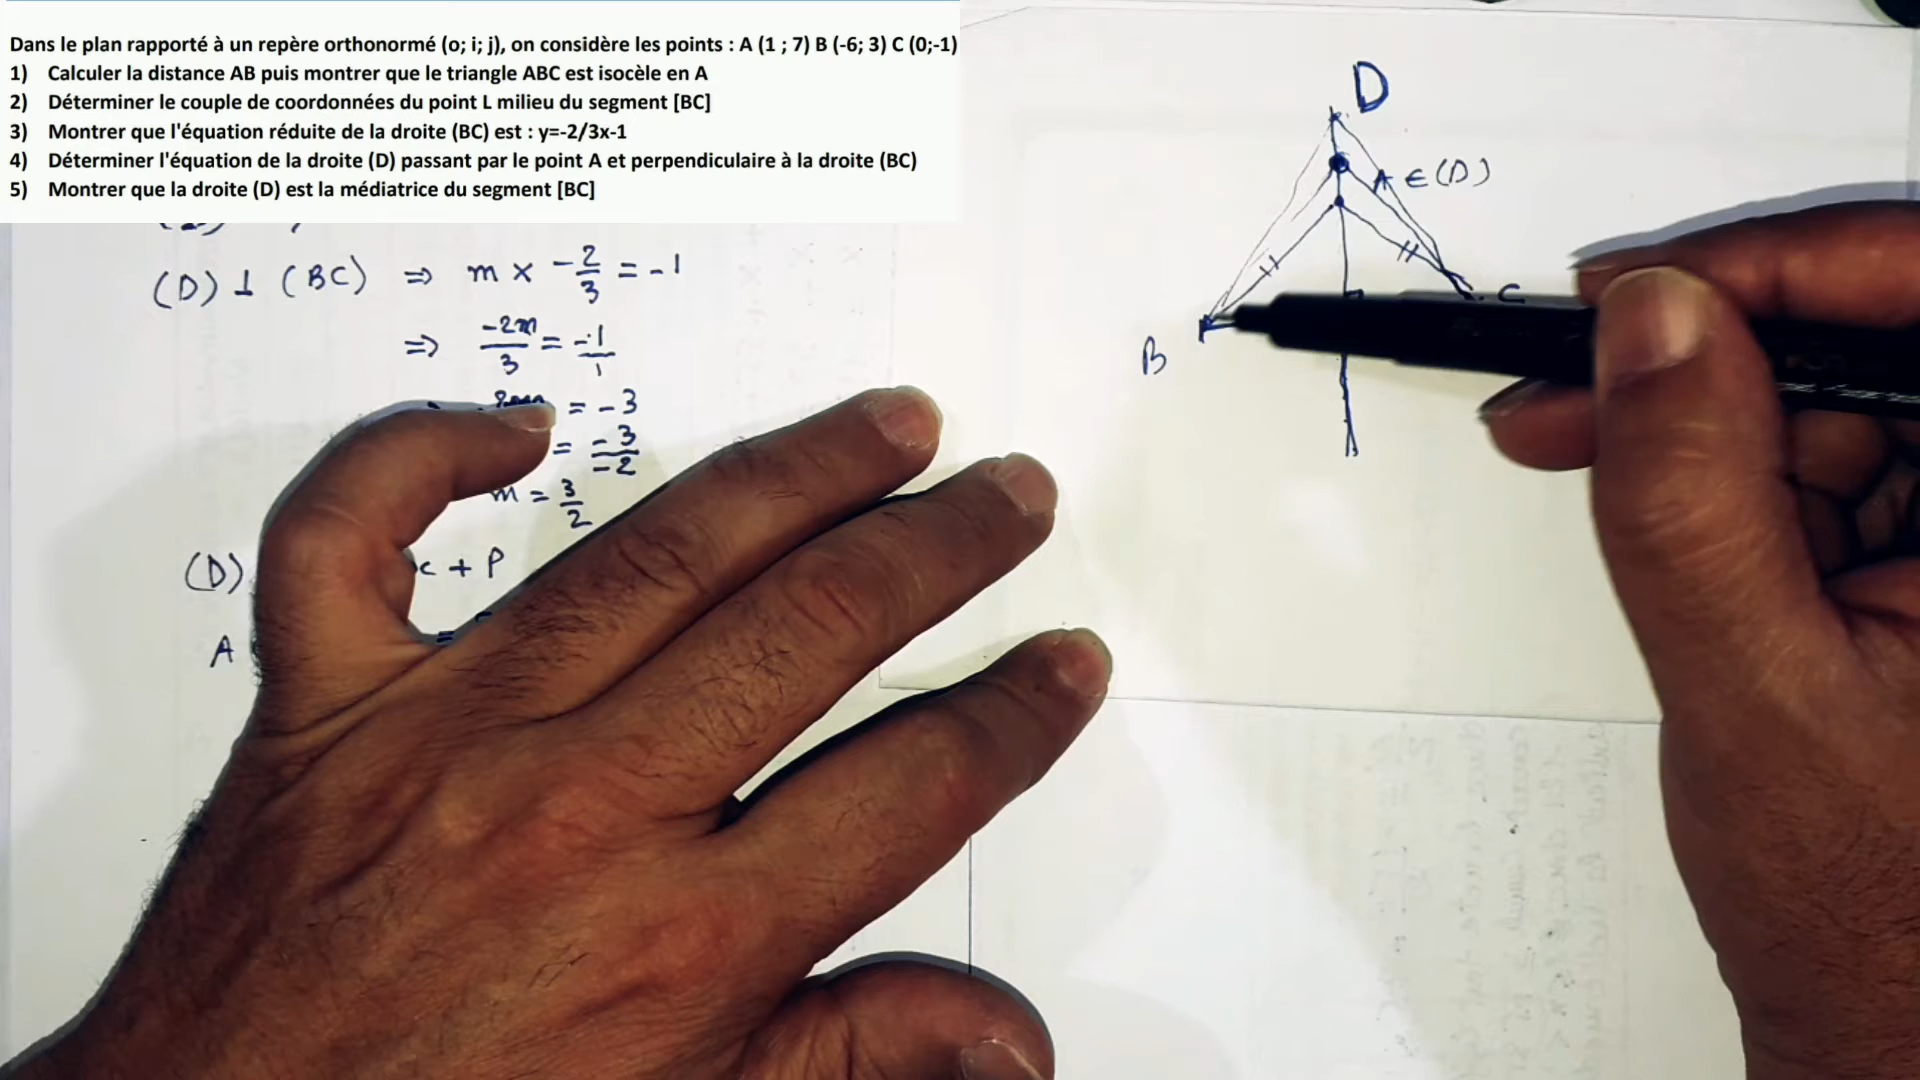 Dans le plan rapporté à un repère orthonormé (o; i; j), on considère les points : A (1 ; 7) B (-6; 3) C (0;-1)
1) Calculer la distance AB puis montrer que le triangle ABC est isocèle en A
2) Déterminer le couple de coordonnées du point L milieu du segment [BC]
3) Montrer que l'équation réduite de la droite (BC) est : y=-2/3x-1
4) Déterminer l'équation de la droite (D) passant par le point A et perpendiculaire à la droite (BC)
5) Montrer que la droite (D) est la médiatrice du segment [BC]
(D) ⊥ (BC) ⇒ m × -2/3 = -1
⇒ -2m/3 = -1/1
= -3
= -3/-2
m = 3/2
(D) + P
A =
D
A ∈ (D)
C
B